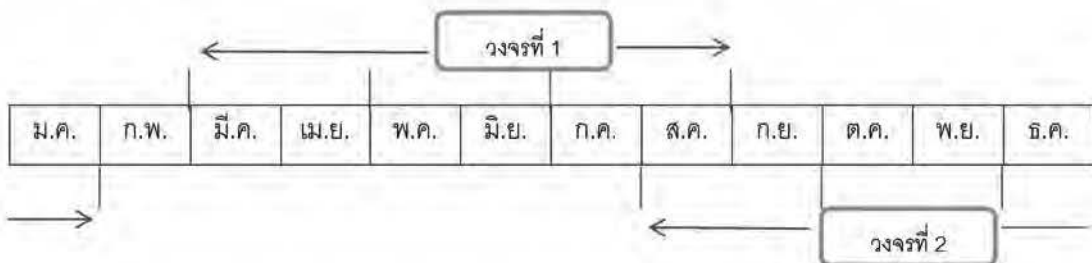 วงจรที่ 1
ม.ค. ก.พ. มี.ค. เม.ย. พ.ค. มิ.ย. ก.ค. ส.ค. ก.ย. ต.ค. พ.ย. ธ.ค.
วงจรที่ 2